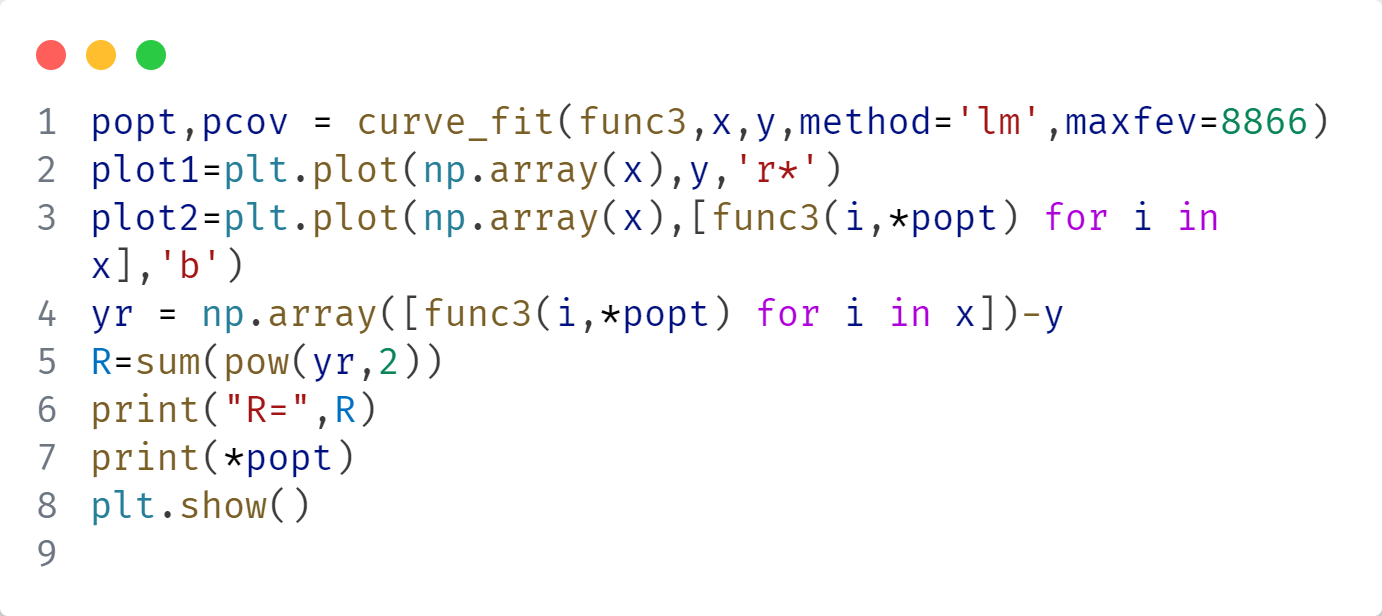 1 popt,pcov = curve_fit(func3,x,y,method='lm',maxfev=8866)
2 plot1=plt.plot(np.array(x),y,'r*')
3 plot2=plt.plot(np.array(x),[func3(i,*popt) for i in
x],'b')
4 yr = np.array([func3(i,*popt) for i in x])-y
5 R=sum(pow(yr,2))
6 print("R=",R)
7 print(*popt)
8 plt.show()
9